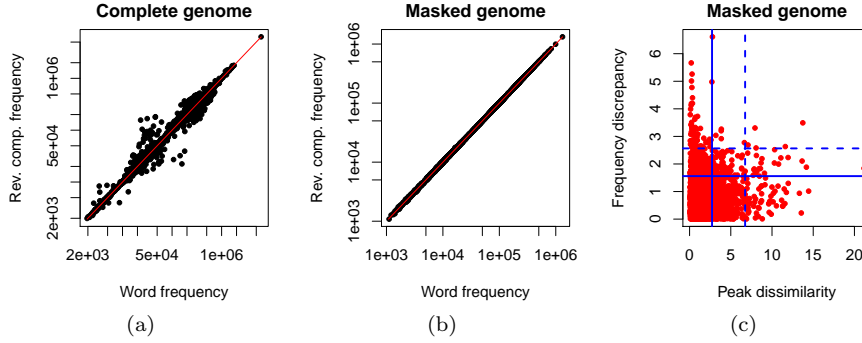 Complete genome
Rev. comp. frequency
1e+06
5e+04
2e+03
2e+03 5e+04 1e+06
Word frequency
(a)
Masked genome
Rev. comp. frequency
1e+06
1e+05
1e+04
1e+03
1e+03 1e+04 1e+05 1e+06
Word frequency
(b)
Masked genome
Frequency discrepancy
6
5
4
3
2
1
0
0 5 10 15 20
Peak dissimilarity
(c)